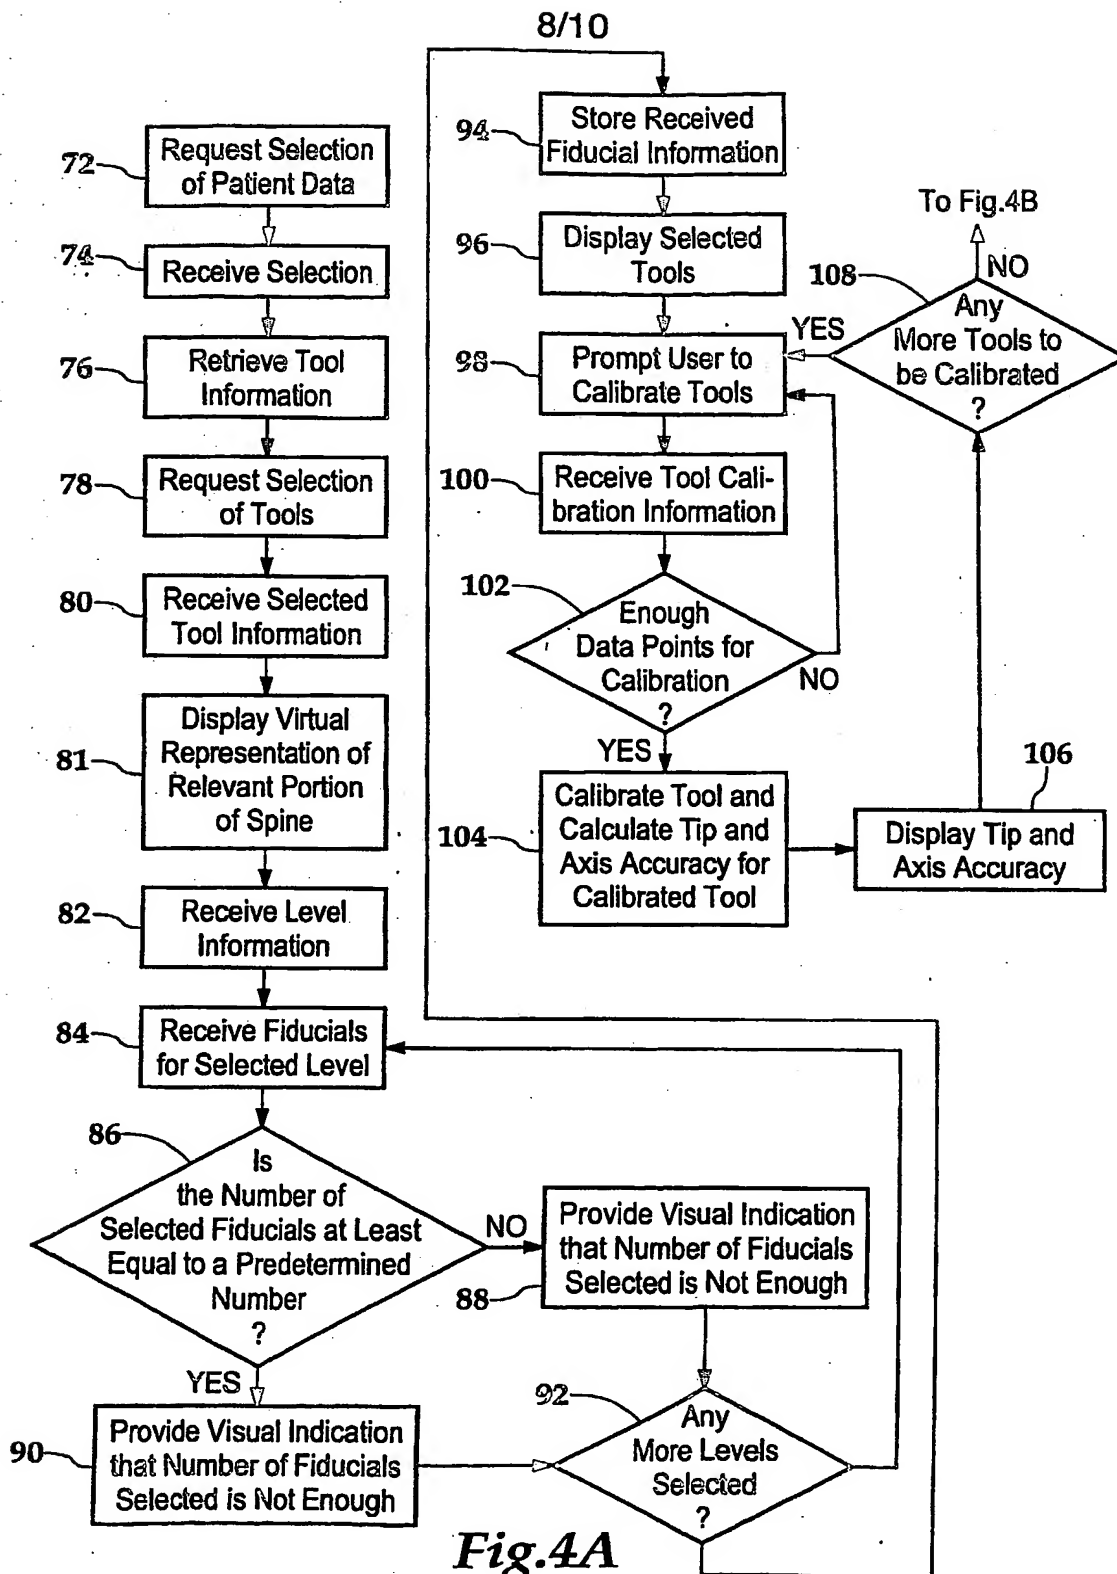 8/10
72
Request Selection
of Patient Data
74
Receive Selection
76
Retrieve Tool
Information
78
Request Selection
of Tools
80
Receive Selected
Tool Information
81
Display Virtual
Representation of
Relevant Portion
of Spine
82
Receive Level
Information
84
Receive Fiducials
for Selected Level
86
Is
the Number of
Selected Fiducials at Least
Equal to a Predetermined
Number
?
NO
YES
88
Provide Visual Indication
that Number of Fiducials
Selected is Not Enough
90
Provide Visual Indication
that Number of Fiducials
Selected is Not Enough
92
Any
More Levels
Selected
?
94
Store Received
Fiducial Information
96
Display Selected
Tools
98
Prompt User to
Calibrate Tools
100
Receive Tool Cali-
bration Information
102
Enough
Data Points for
Calibration
?
NO
YES
104
Calibrate Tool and
Calculate Tip and
Axis Accuracy for
Calibrated Tool
106
Display Tip and
Axis Accuracy
108
Any
More Tools to
be Calibrated
?
YES
NO
To Fig.4B
Fig.4A